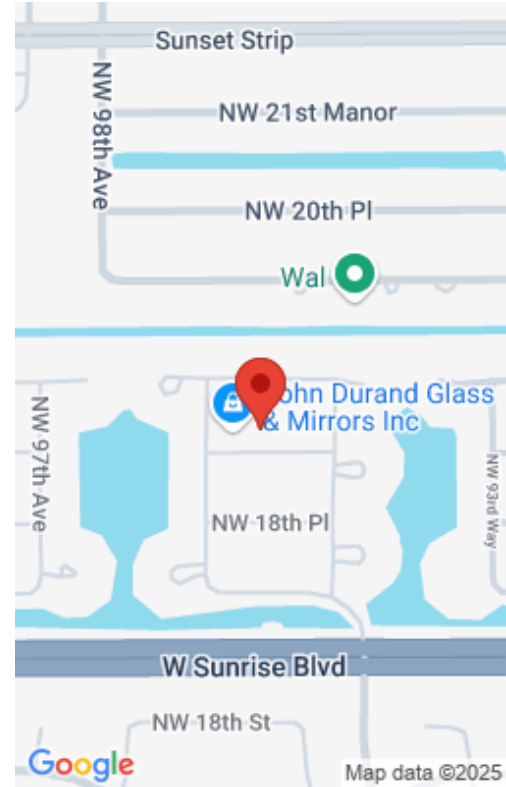 Sunset Strip
NW 98th Ave
NW 21st Manor
NW 20th Pl
Wal
ohn Durand Glass
& Mirrors Inc
NW 97th Ave
NW 93rd Way
NW 18th Pl
W Sunrise Blvd
NW 18th St
Google
Map data ©2025